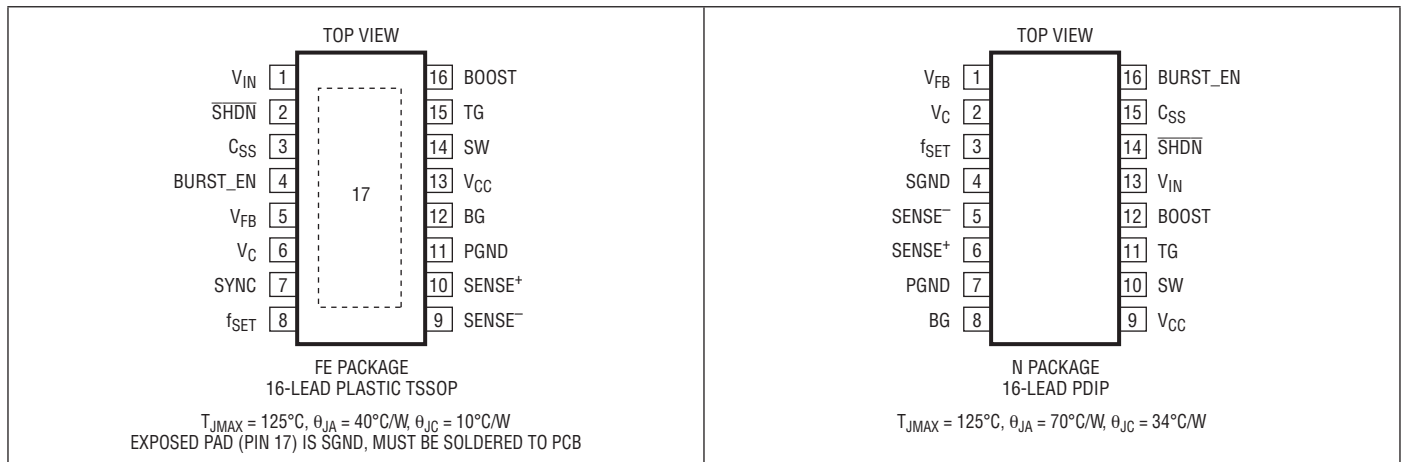 TOP VIEW
V_IN 1
S̅H̅D̅N̅ 2
C_SS 3
BURST_EN 4
V_FB 5
V_C 6
SYNC 7
f_SET 8
17
16 BOOST
15 TG
14 SW
13 V_CC
12 BG
11 PGND
10 SENSE⁺
9 SENSE⁻
FE PACKAGE
16-LEAD PLASTIC TSSOP
T_JMAX = 125°C, θ_JA = 40°C/W, θ_JC = 10°C/W
EXPOSED PAD (PIN 17) IS SGND, MUST BE SOLDERED TO PCB
TOP VIEW
V_FB 1
V_C 2
f_SET 3
SGND 4
SENSE⁻ 5
SENSE⁺ 6
PGND 7
BG 8
16 BURST_EN
15 C_SS
14 S̅H̅D̅N̅
13 V_IN
12 BOOST
11 TG
10 SW
9 V_CC
N PACKAGE
16-LEAD PDIP
T_JMAX = 125°C, θ_JA = 70°C/W, θ_JC = 34°C/W